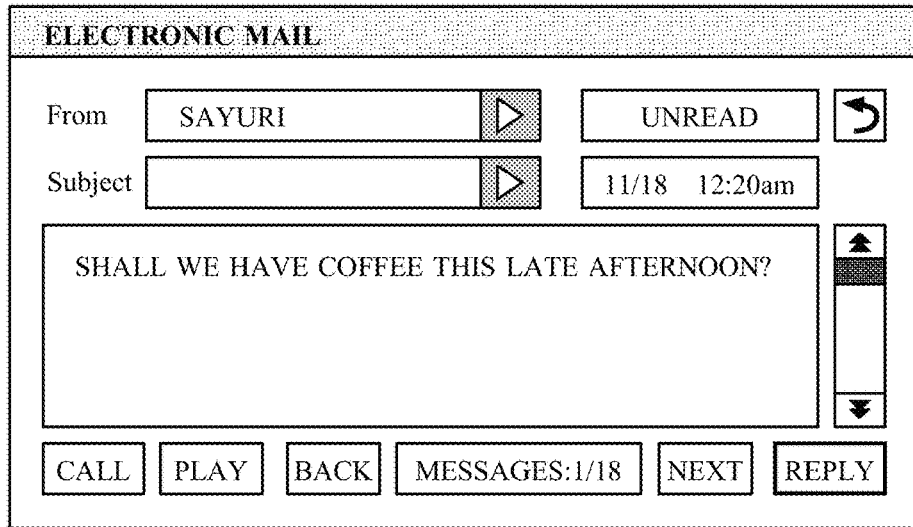 ELECTRONIC MAIL
From SAYURI UNREAD
Subject 11/18 12:20am
SHALL WE HAVE COFFEE THIS LATE AFTERNOON?
CALL PLAY BACK MESSAGES:1/18 NEXT REPLY